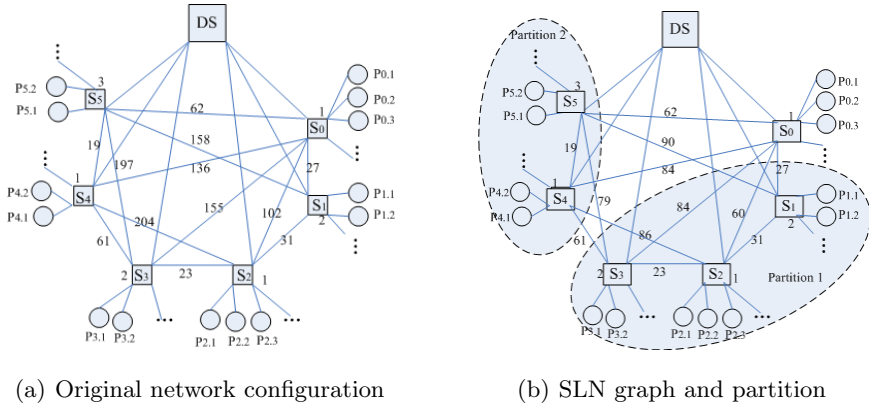 DS
3
P5.2
P5.1
S5
62
1
P0.1
P0.2
P0.3
S0
19
197
158
136
27
1
P4.2
P4.1
S4
155
102
S1
2
P1.1
P1.2
204
61
31
2
S3
23
S2
1
P3.1
P3.2
P2.1
P2.2
P2.3
(a) Original network configuration
DS
Partition 2
3
P5.2
P5.1
S5
62
1
P0.1
P0.2
P0.3
S0
19
90
84
27
1
P4.2
P4.1
S4
79
84
60
S1
2
P1.1
P1.2
61
86
31
2
S3
23
S2
1
Partition 1
P3.1
P3.2
P2.1
P2.2
P2.3
(b) SLN graph and partition